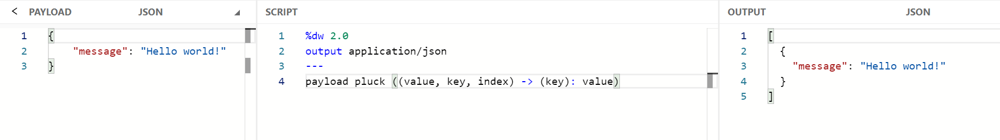 < PAYLOAD JSON
1 {
2 "message": "Hello world!"
3 }
SCRIPT
1 %dw 2.0
2 output application/json
3 ---
4 payload pluck ((value, key, index) -> (key): value)
OUTPUT JSON
1 [
2 {
3 "message": "Hello world!"
4 }
5 ]